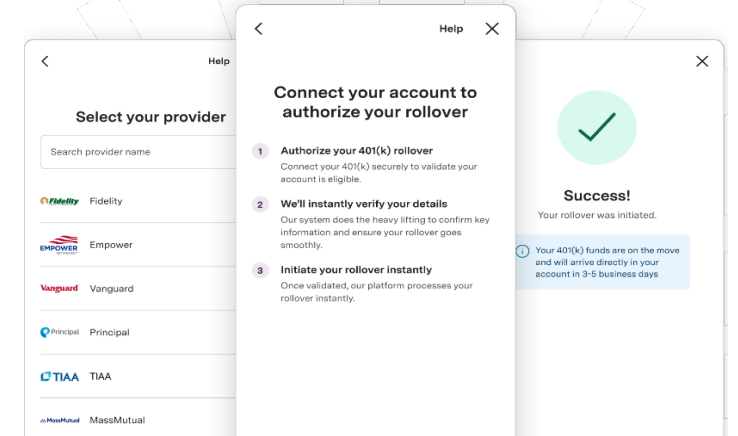 Help
Select your provider
Search provider name
Fidelity Fidelity
EMPOWER Empower
Vanguard Vanguard
Principal Principal
TIAA TIAA
MassMutual MassMutual
Help
Connect your account to
authorize your rollover
1 Authorize your 401(k) rollover
Connect your 401(k) securely to validate your
account is eligible.
2 We'll instantly verify your details
Our system does the heavy lifting to confirm key
information and ensure your rollover goes
smoothly.
3 Initiate your rollover instantly
Once validated, our platform processes your
rollover instantly.
Success!
Your rollover was initiated.
Your 401(k) funds are on the move
and will arrive directly in your
account in 3-5 business days